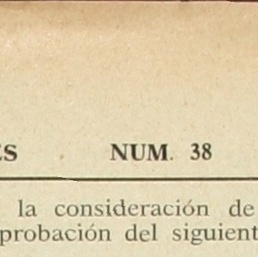 ES NUM. 38
la consideración de
probación del siguient